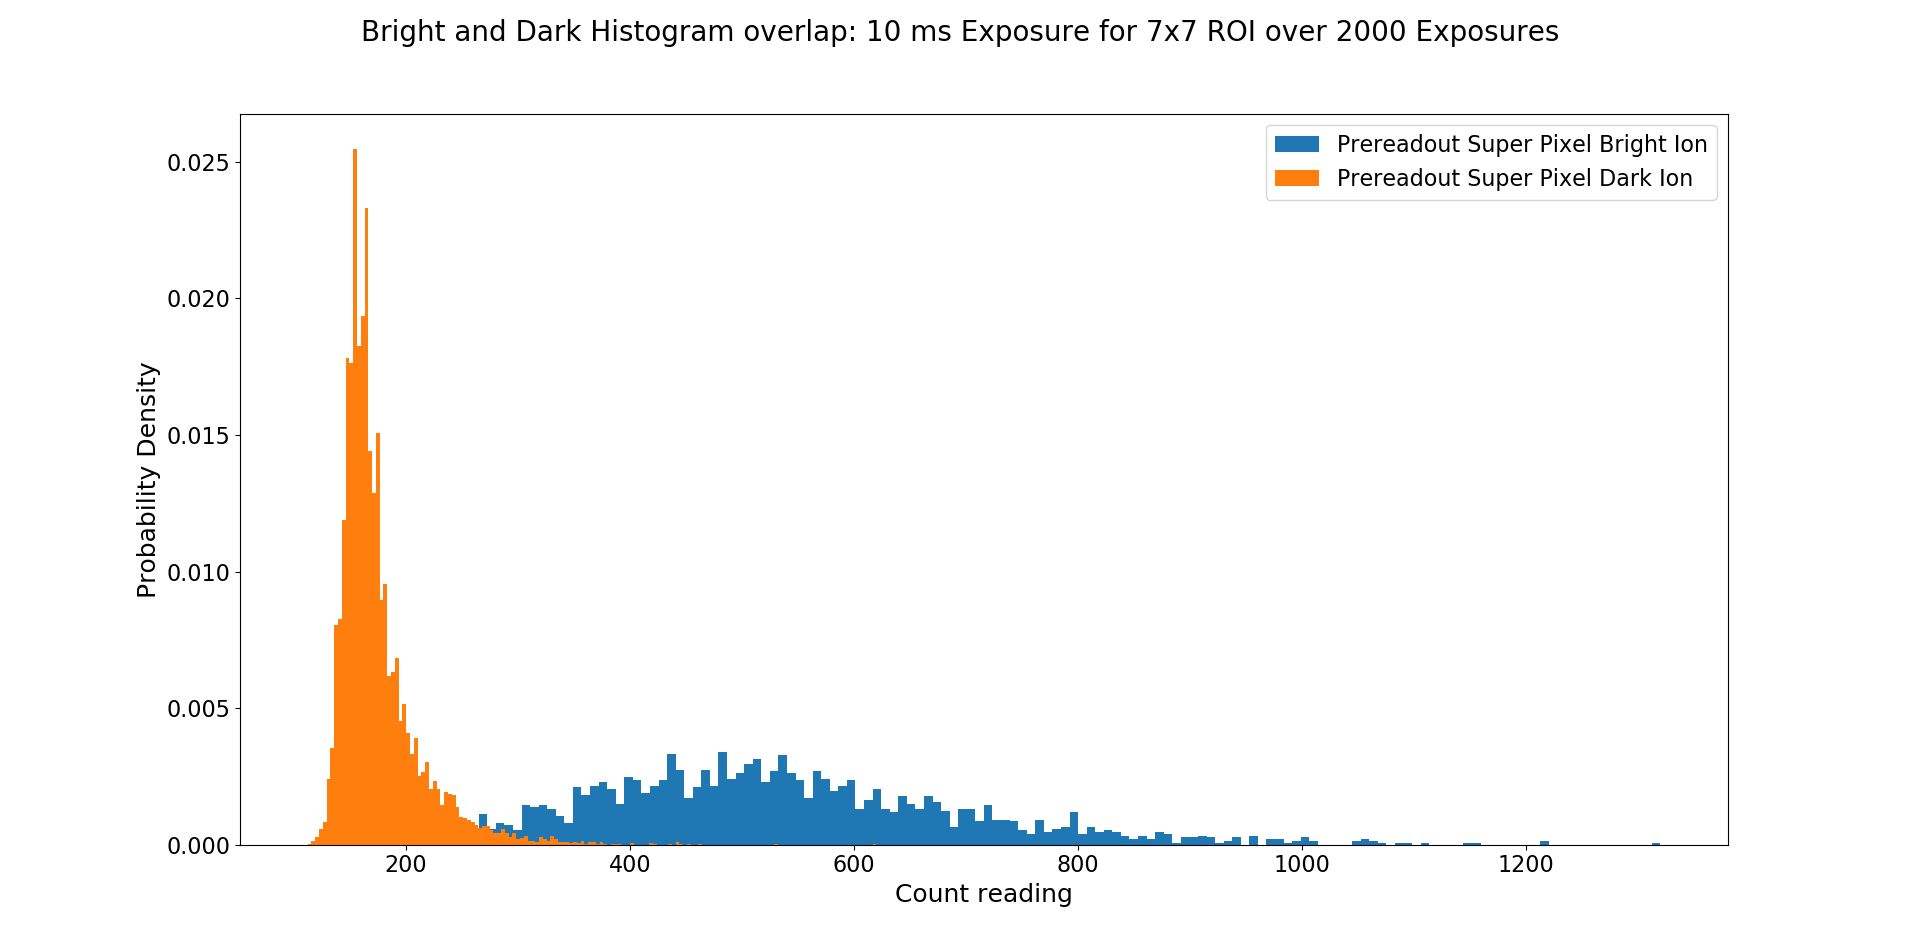 Bright and Dark Histogram overlap: 10 ms Exposure for 7x7 ROI over 2000 Exposures
Prereadout Super Pixel Bright Ion
Prereadout Super Pixel Dark Ion
Probability Density
0.025
0.020
0.015
0.010
0.005
0.000
200 400 600 800 1000 1200
Count reading